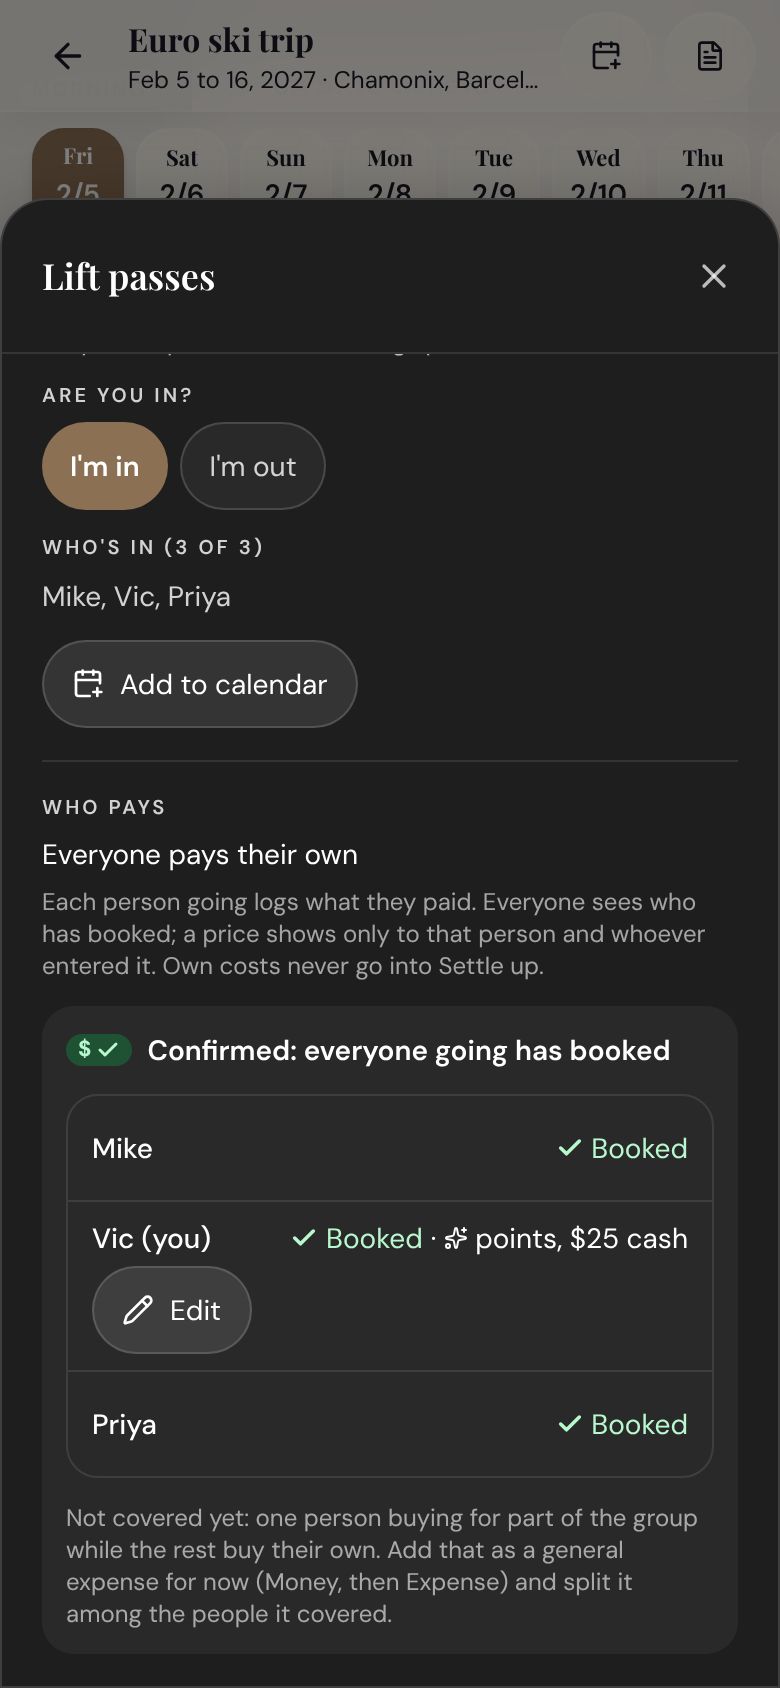 Euro ski trip
Feb 5 to 16, 2027 · Chamonix, Barcel...
Fri Sat Sun Mon Tue Wed Thu
2/5 2/6 2/7 2/8 2/9 2/10 2/11
Lift passes
ARE YOU IN?
I'm in I'm out
WHO'S IN (3 OF 3)
Mike, Vic, Priya
Add to calendar
WHO PAYS
Everyone pays their own
Each person going logs what they paid. Everyone sees who
has booked; a price shows only to that person and whoever
entered it. Own costs never go into Settle up.
$ ✓ Confirmed: everyone going has booked
Mike ✓ Booked
Vic (you) ✓ Booked · points, $25 cash
Edit
Priya ✓ Booked
Not covered yet: one person buying for part of the group
while the rest buy their own. Add that as a general
expense for now (Money, then Expense) and split it
among the people it covered.